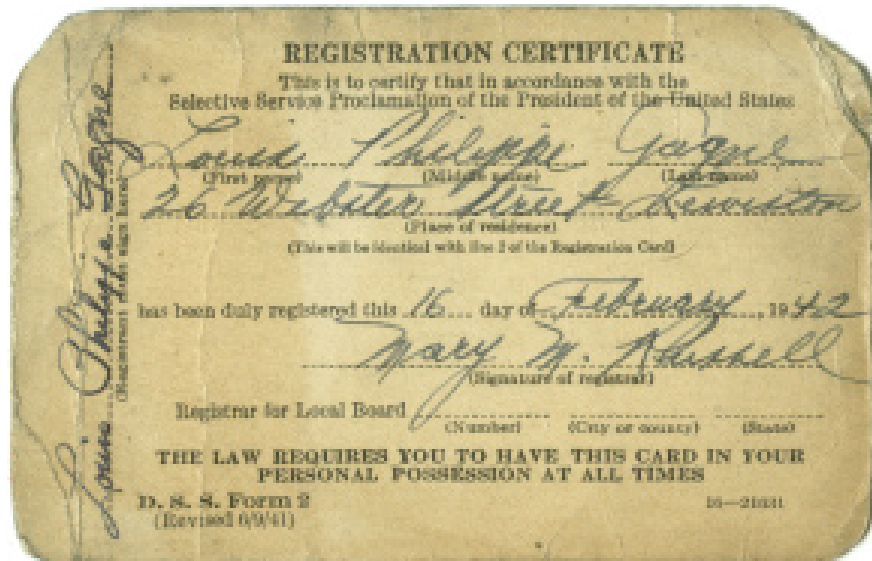 REGISTRATION CERTIFICATE
This is to certify that in accordance with the
Selective Service Proclamation of the President of the United States
Louis Philippe Gagne
(First name) (Middle name) (Last name)
26 Webster Street Lewiston
(Place of residence)
(This will be identical with line 2 of the Registration Card)
has been duly registered this 16 day of February, 1942
Mary M. Russell
(Signature of registrar)
Registrar for Local Board
(Number) (City or county) (State)
THE LAW REQUIRES YOU TO HAVE THIS CARD IN YOUR
PERSONAL POSSESSION AT ALL TIMES
D. S. S. Form 2
(Revised 6/9/41)
16—21631
Louis Philippe Gagne
(Registrant must sign here)